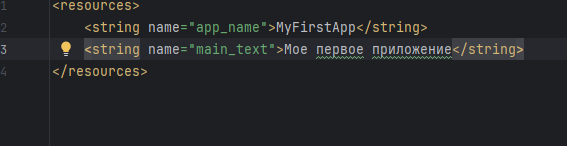 1 <resources>
2 <string name="app_name">MyFirstApp</string>
3 <string name="main_text">Мое первое приложение</string>
4 </resources>